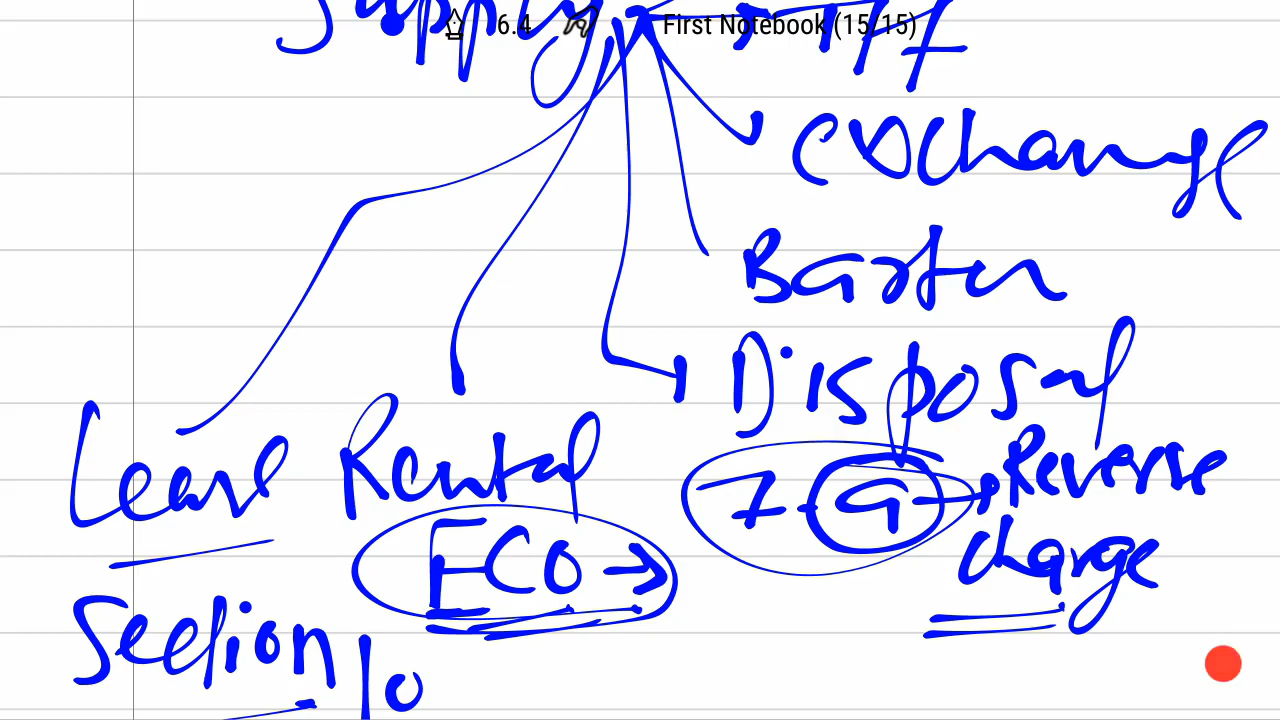 6.4 First Notebook (15/15)
Supply
exchange
Barter
Disposal
Lease Rental
7-9→ Reverse
ECO → charge
Section 10